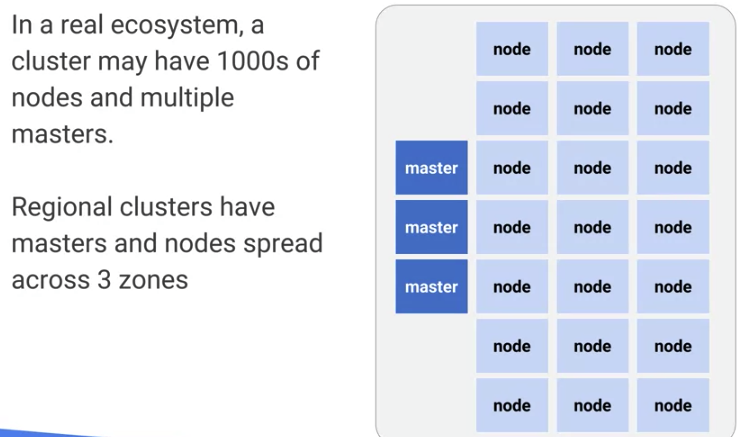 In a real ecosystem, a
cluster may have 1000s of
nodes and multiple
masters.
Regional clusters have
masters and nodes spread
across 3 zones
node node node
node node node
master node node node
master node node node
master node node node
node node node
node node node